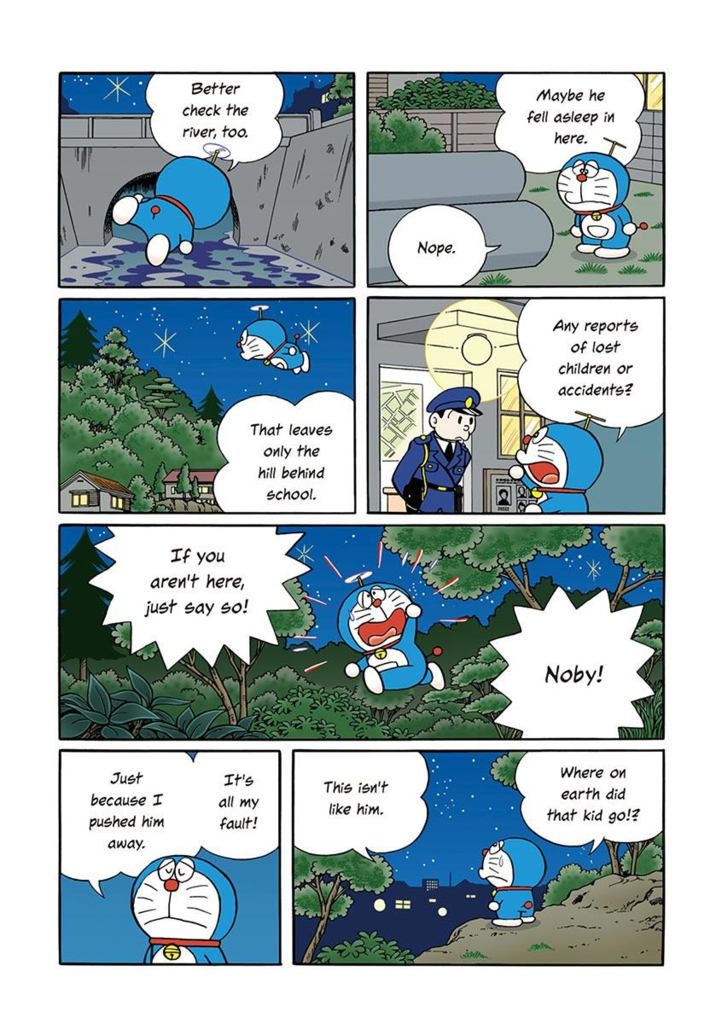 Better
check the
river, too.
Maybe he
fell asleep in
here.
Nope.
That leaves
only the
hill behind
school.
Any reports
of lost
children or
accidents?
If you
aren't here,
just say so!
Noby!
Just
because I
pushed him
away.
It's
all my
fault!
This isn't
like him.
Where on
earth did
that kid go!?